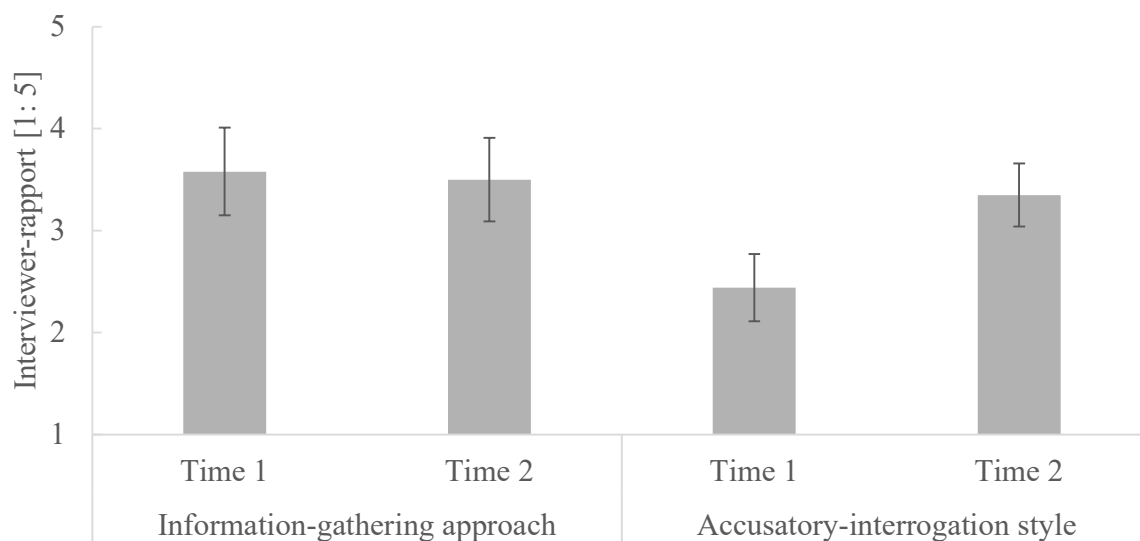 Interviewer-rapport [1: 5]
5
4
3
2
1
Time 1
Time 2
Time 1
Time 2
Information-gathering approach
Accusatory-interrogation style